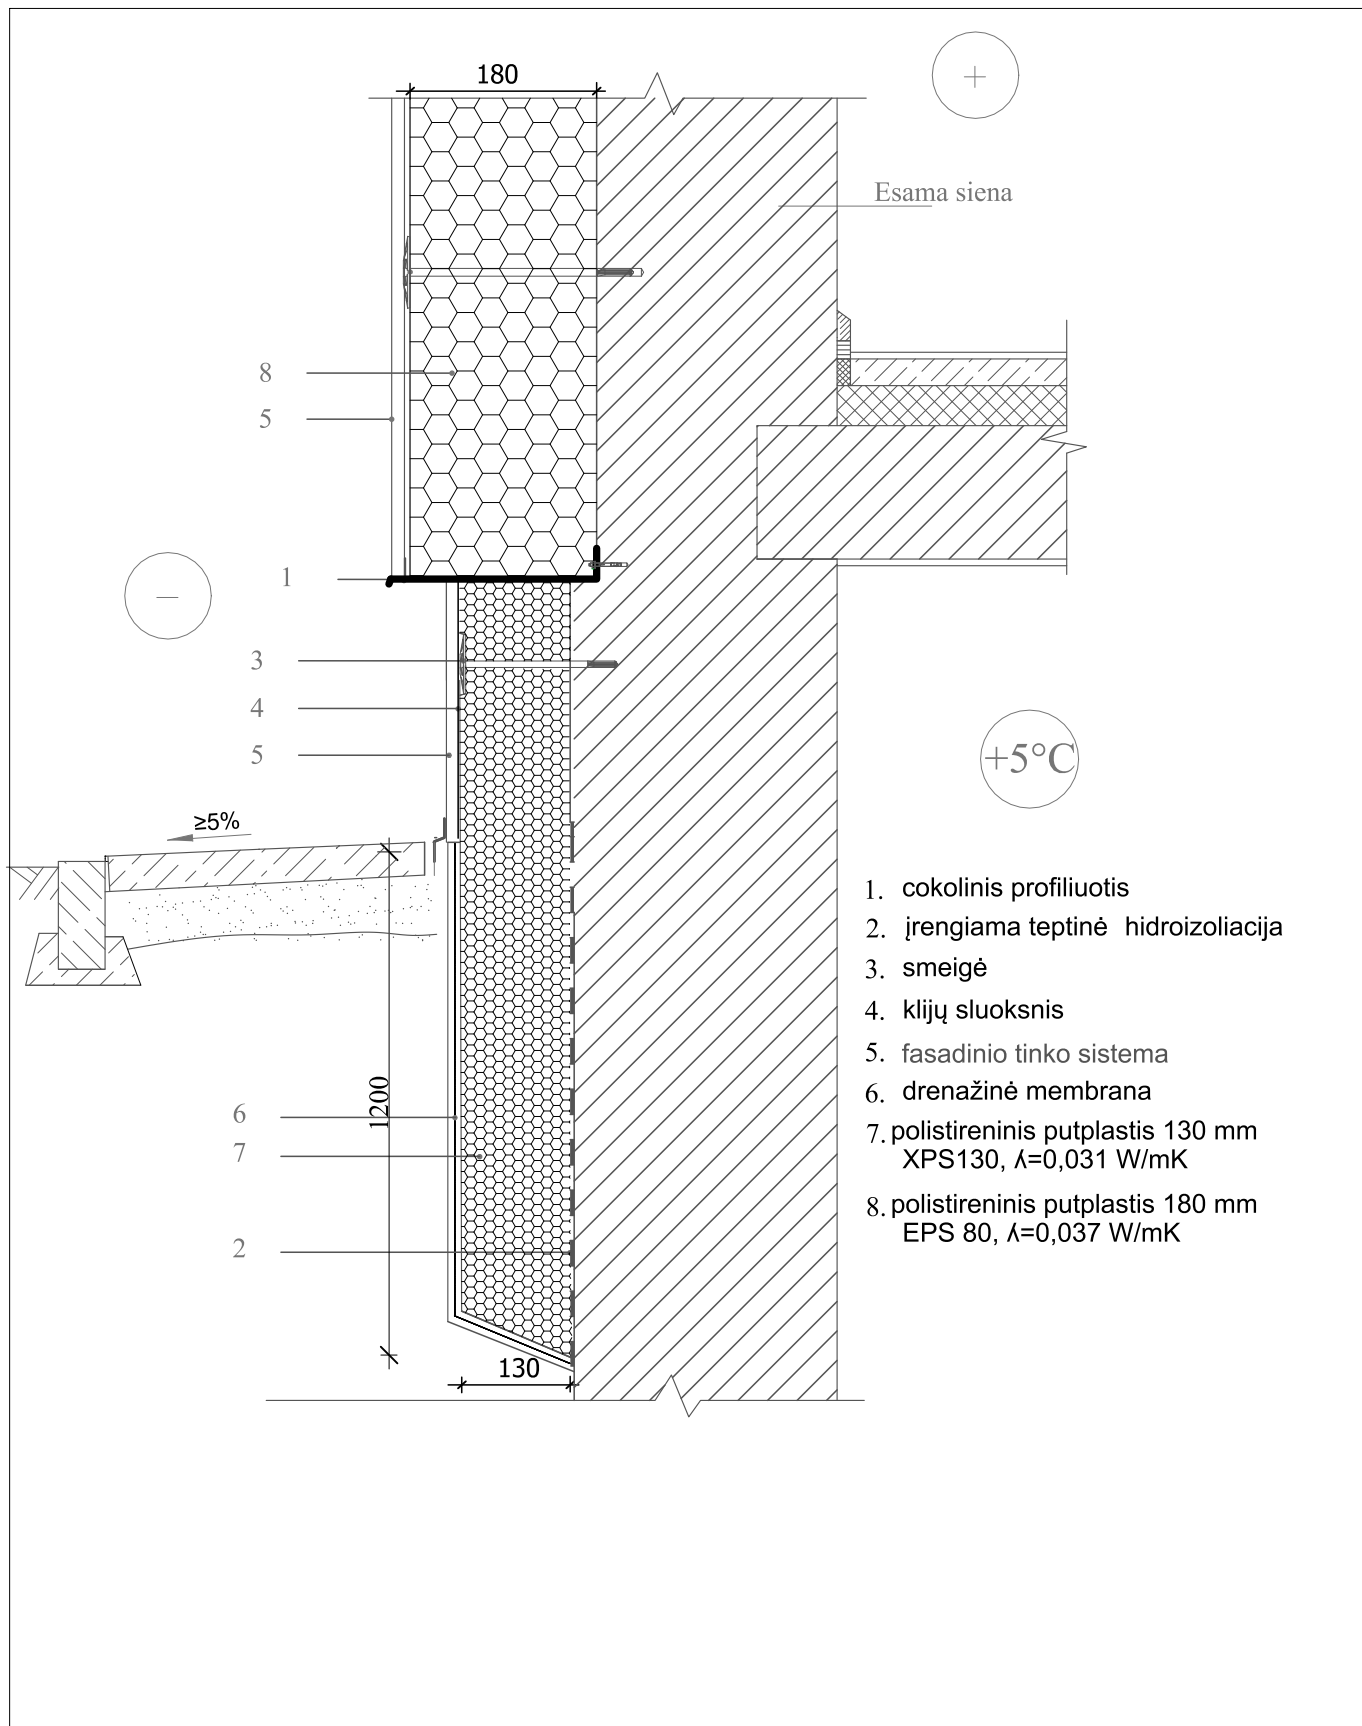 180
+
Esama siena
8
5
1
–
3
4
5
+5°C
≥5%
1. cokolinis profiliuotis
2. įrengiama teptinė hidroizoliacija
3. smeigė
4. klijų sluoksnis
5. fasadinio tinko sistema
6. drenažinė membrana
7. polistireninis putplastis 130 mm
XPS130, ʎ=0,031 W/mK
8. polistireninis putplastis 180 mm
EPS 80, ʎ=0,037 W/mK
1200
6
7
2
130